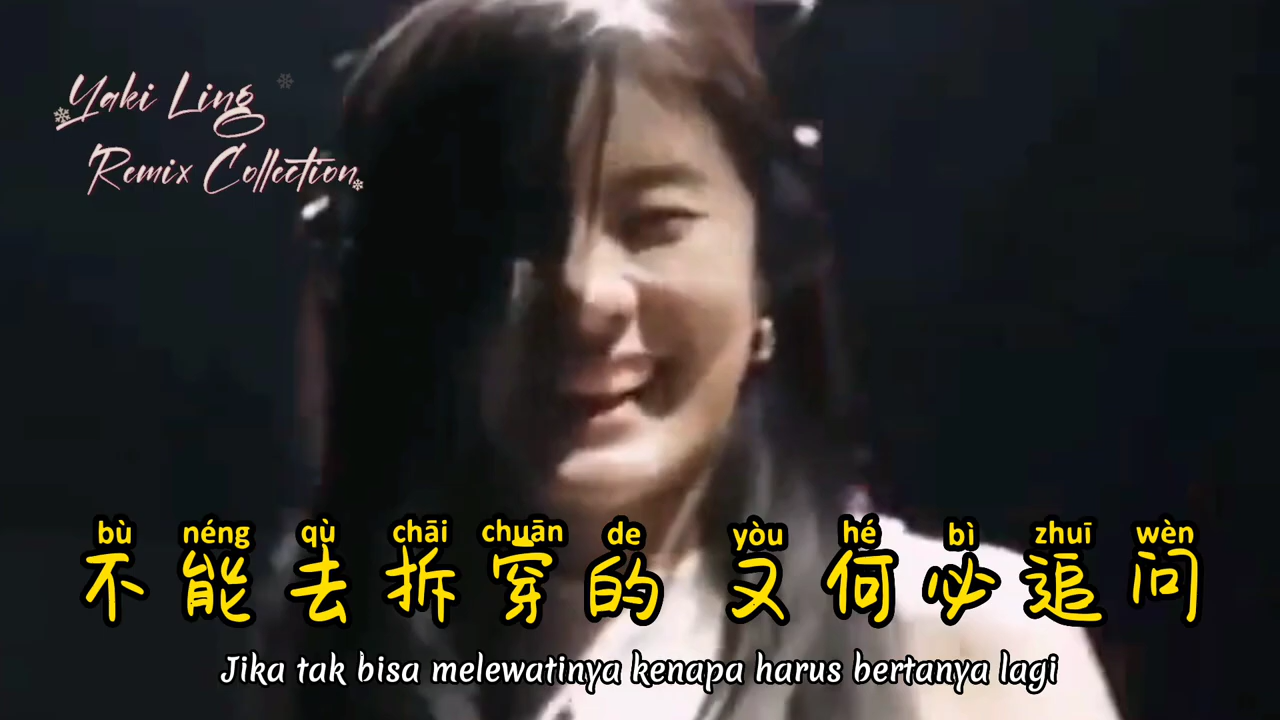 Yaki Ling
Remix Collection
bù néng qù chāi chuān de yòu hé bì zhuī wèn
不能去拆穿的 又何必追问
Jika tak bisa melewatinya kenapa harus bertanya lagi